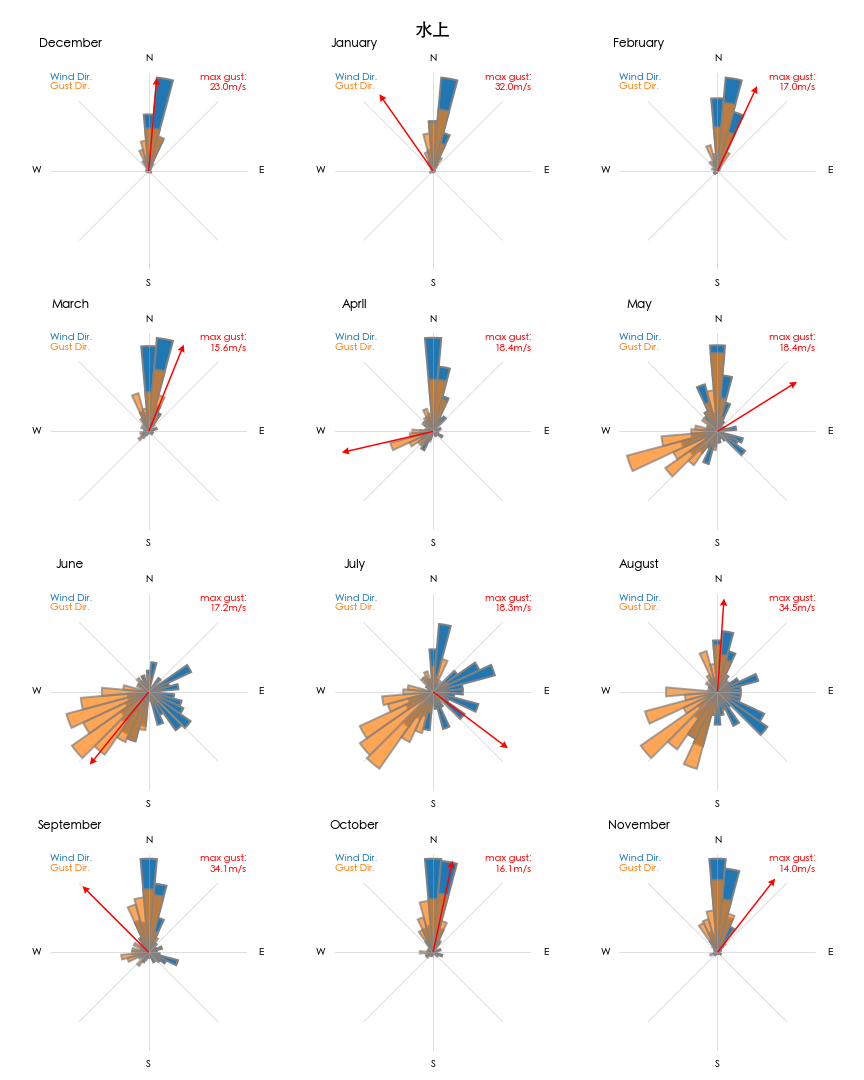 水上
December
N
Wind Dir.
Gust Dir.
max gust:
23.0m/s
W
E
S
January
N
Wind Dir.
Gust Dir.
max gust:
32.0m/s
W
E
S
February
N
Wind Dir.
Gust Dir.
max gust:
17.0m/s
W
E
S
March
N
Wind Dir.
Gust Dir.
max gust:
15.6m/s
W
E
S
April
N
Wind Dir.
Gust Dir.
max gust:
18.4m/s
W
E
S
May
N
Wind Dir.
Gust Dir.
max gust:
18.4m/s
W
E
S
June
N
Wind Dir.
Gust Dir.
max gust:
17.2m/s
W
E
S
July
N
Wind Dir.
Gust Dir.
max gust:
18.3m/s
W
E
S
August
N
Wind Dir.
Gust Dir.
max gust:
34.5m/s
W
E
S
September
N
Wind Dir.
Gust Dir.
max gust:
34.1m/s
W
E
S
October
N
Wind Dir.
Gust Dir.
max gust:
16.1m/s
W
E
S
November
N
Wind Dir.
Gust Dir.
max gust:
14.0m/s
W
E
S